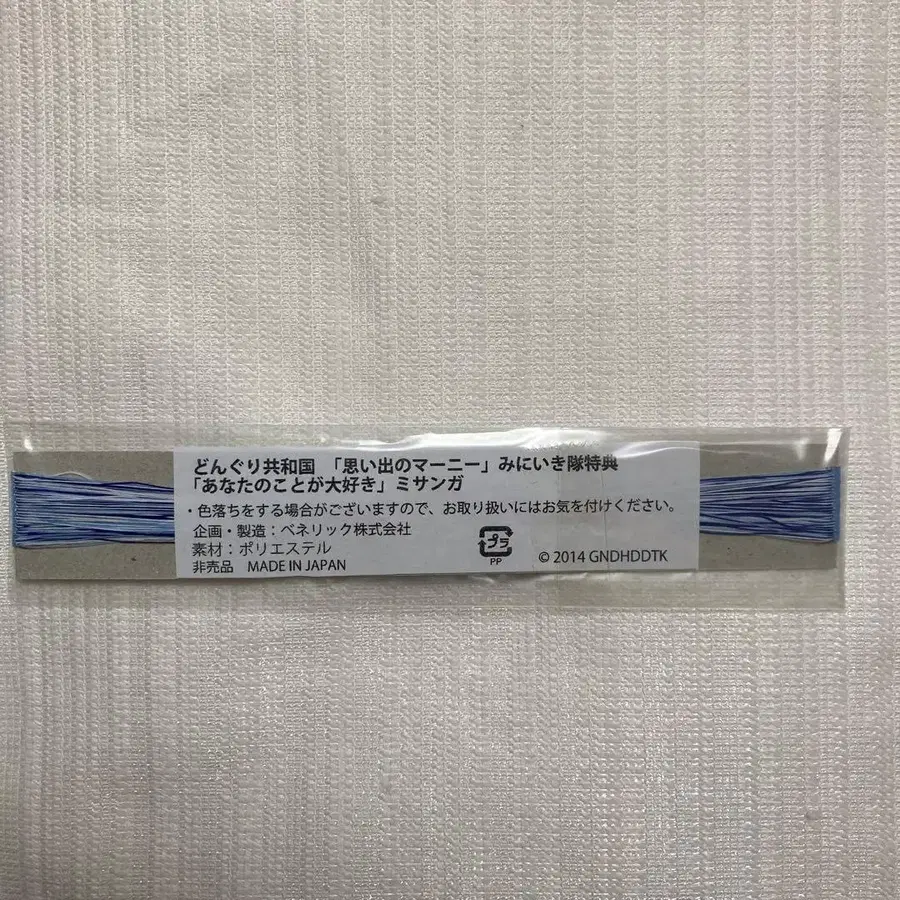 どんぐり共和国 「思い出のマーニー」みにいき隊特典
「あなたのことが大好き」ミサンガ
・色落ちをする場合がございますので、お取り扱いにはお気を付けください。
企画・製造：ベネリック株式会社
素材：ポリエステル
非売品 MADE IN JAPAN
プラ
PP
© 2014 GNDHDDTK